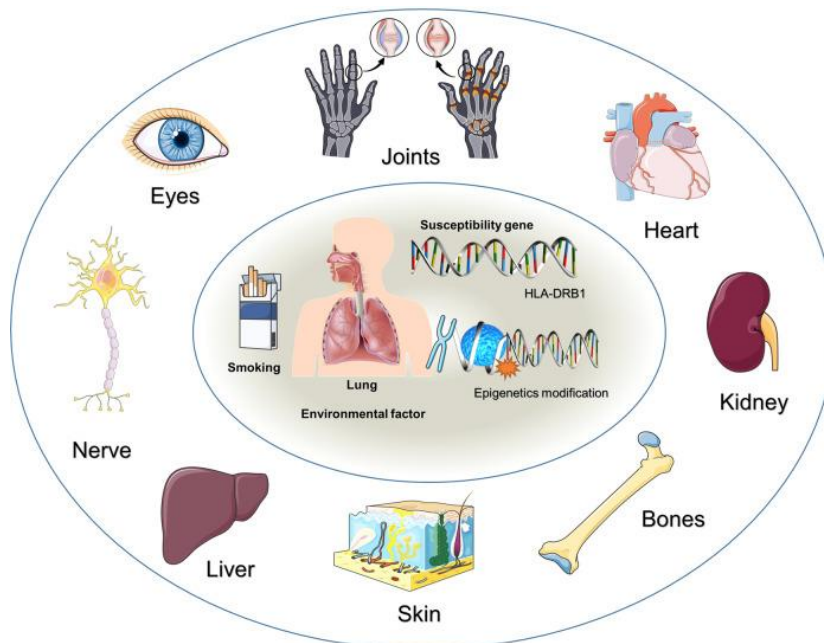 Joints
Eyes
Heart
Susceptibility gene
HLA-DRB1
Smoking
Lung
Epigenetics modification
Environmental factor
Nerve
Kidney
Liver
Bones
Skin